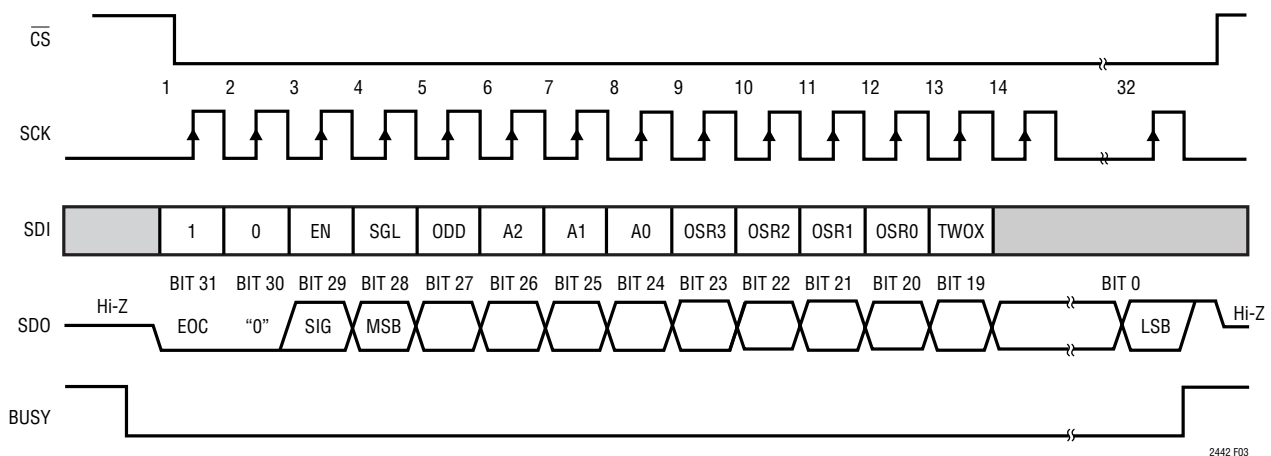 CS
1 2 3 4 5 6 7 8 9 10 11 12 13 14 32
SCK
SDI 1 0 EN SGL ODD A2 A1 A0 OSR3 OSR2 OSR1 OSR0 TWOX
BIT 31 BIT 30 BIT 29 BIT 28 BIT 27 BIT 26 BIT 25 BIT 24 BIT 23 BIT 22 BIT 21 BIT 20 BIT 19 BIT 0
Hi-Z Hi-Z
SDO EOC “0” SIG MSB LSB
BUSY
2442 F03